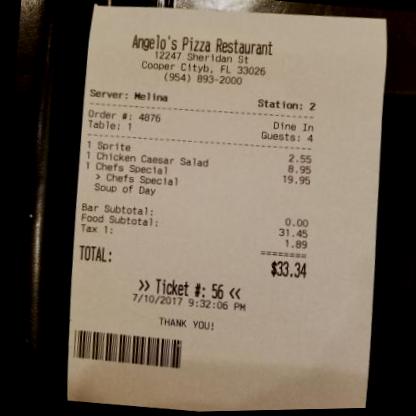 Angelo's Pizza Restaurant
12247 Sheridan St
Cooper Cityb, FL 33026
(954) 893-2000
Server: Melina Station: 2
Order #: 4876 Dine In
Table: 1 Guests: 4
1 Sprite 2.55
1 Chicken Caesar Salad 8.95
1 Chefs Special 19.95
> Chefs Special
Soup of Day
Bar Subtotal: 0.00
Food Subtotal: 31.45
Tax 1: 1.89
========
TOTAL: $33.34
>> Ticket #: 56 <<
7/10/2017 9:32:06 PM
THANK YOU!